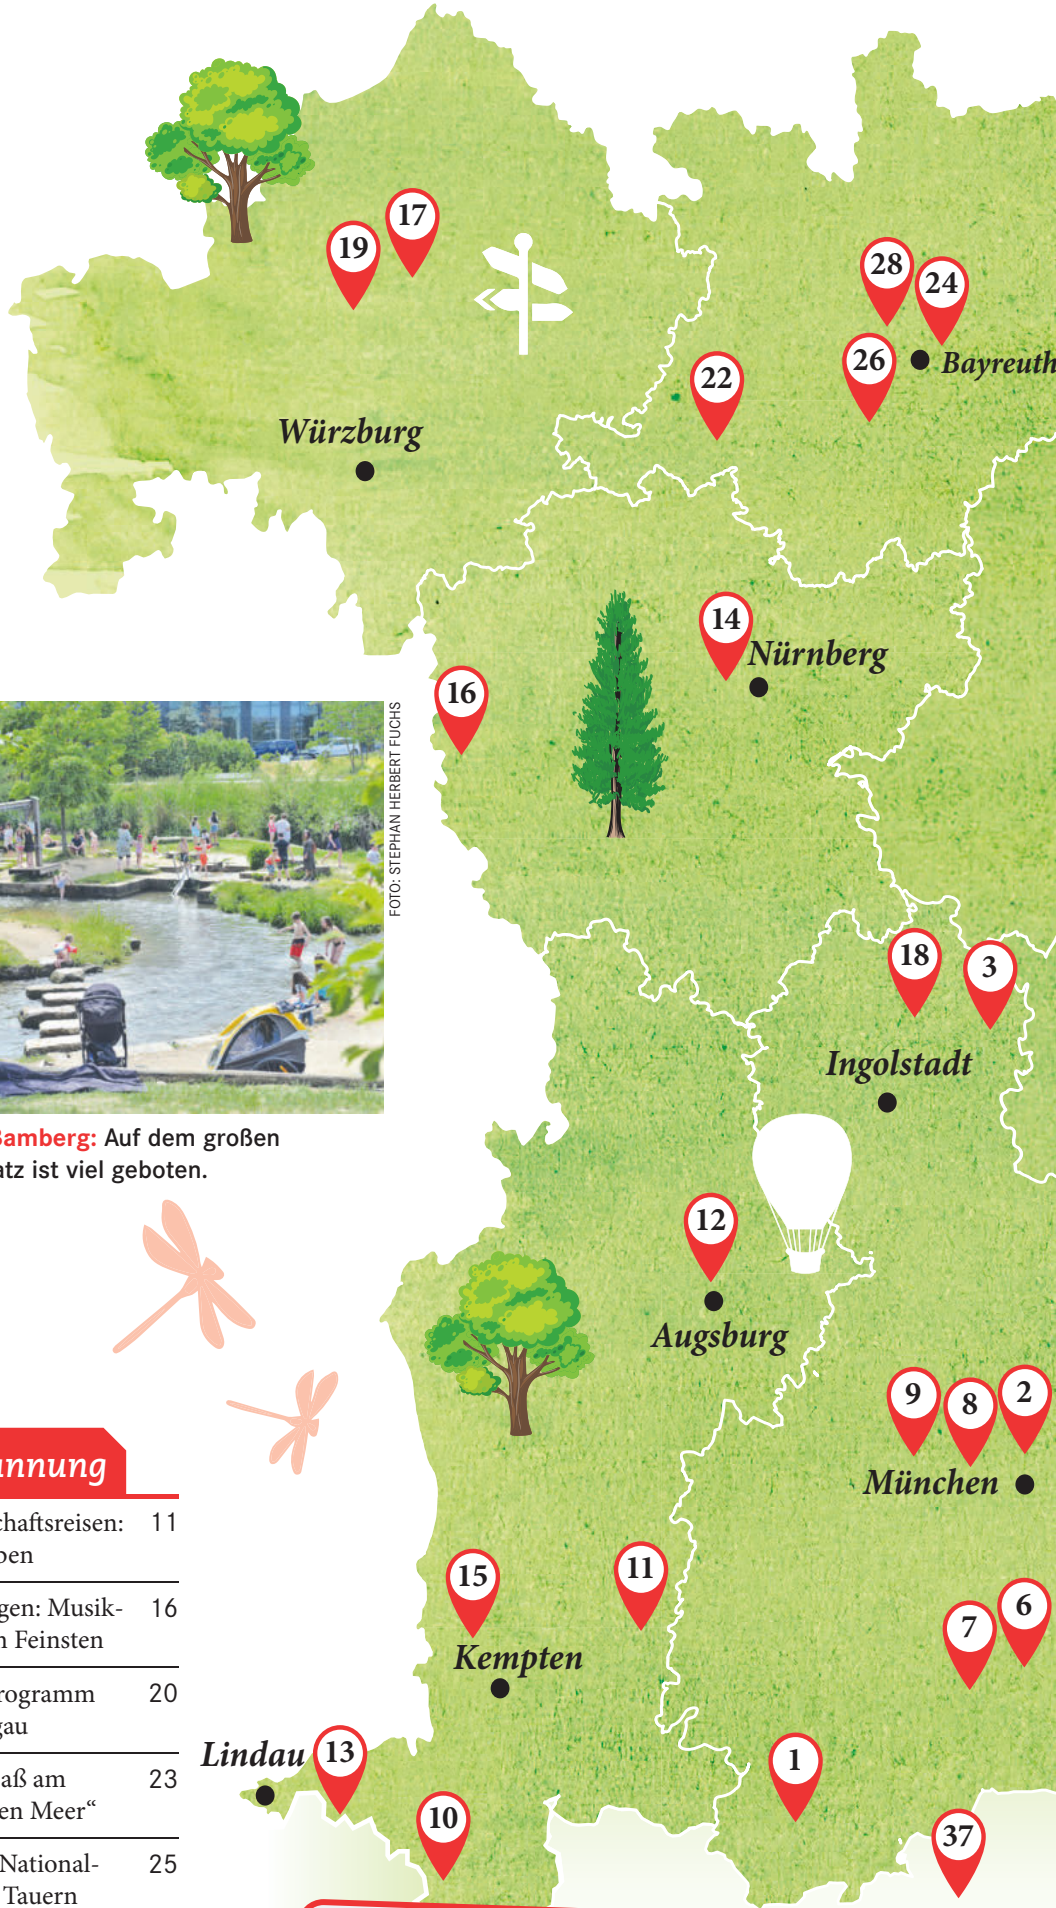 17
19
28
24
26
Bayreuth
22
Würzburg
14
Nürnberg
16
FOTO: STEPHAN HERBERT FUCHS
18
3
Ingolstadt
Bamberg: Auf dem großen
atz ist viel geboten.
12
Augsburg
9
8
2
München
annung
chaftsreisen: 11
ben
gen: Musik- 16
n Feinsten
rogramm 20
gau
aß am 23
en Meer“
National- 25
Tauern
15
11
Kempten
7
6
Lindau
13
1
10
37